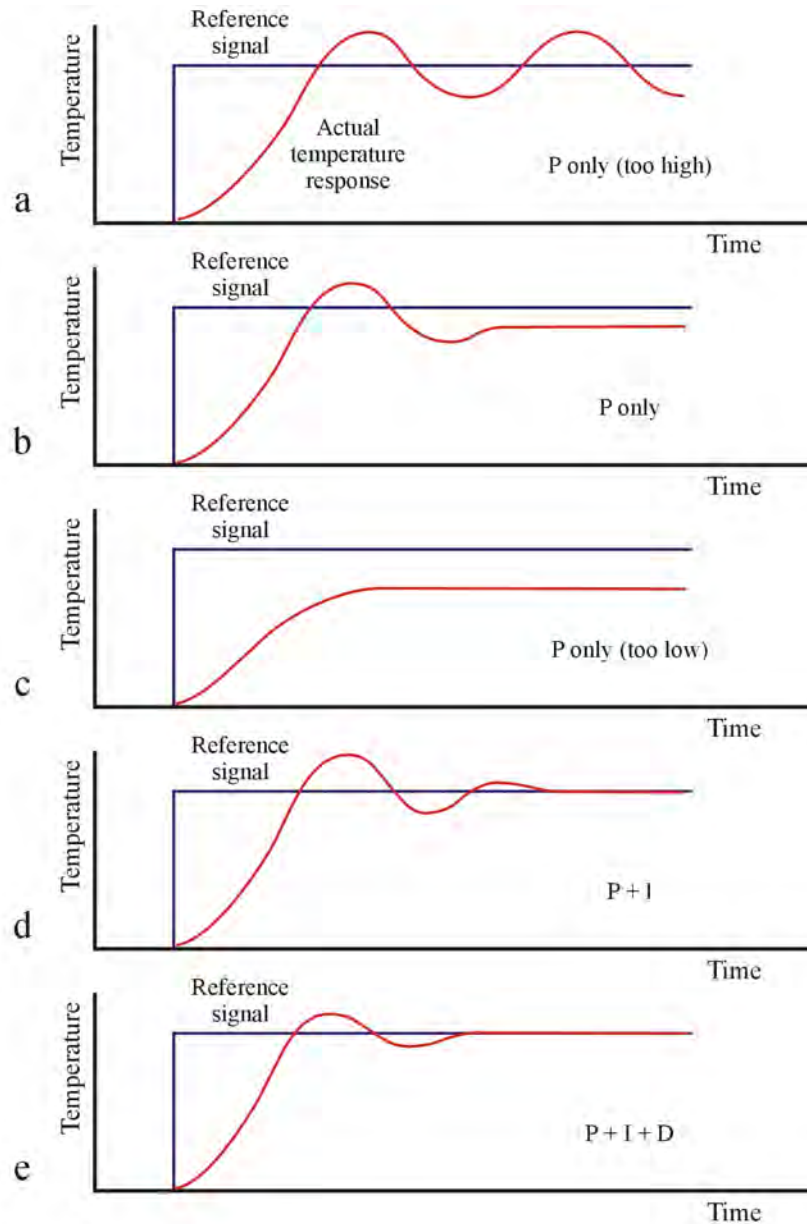 Reference
signal
Temperature
Actual
temperature
response
P only (too high)
a
Time
Reference
signal
Temperature
P only
b
Time
Reference
signal
Temperature
P only (too low)
c
Time
Reference
signal
Temperature
P + I
d
Time
Reference
signal
Temperature
P + I + D
e
Time